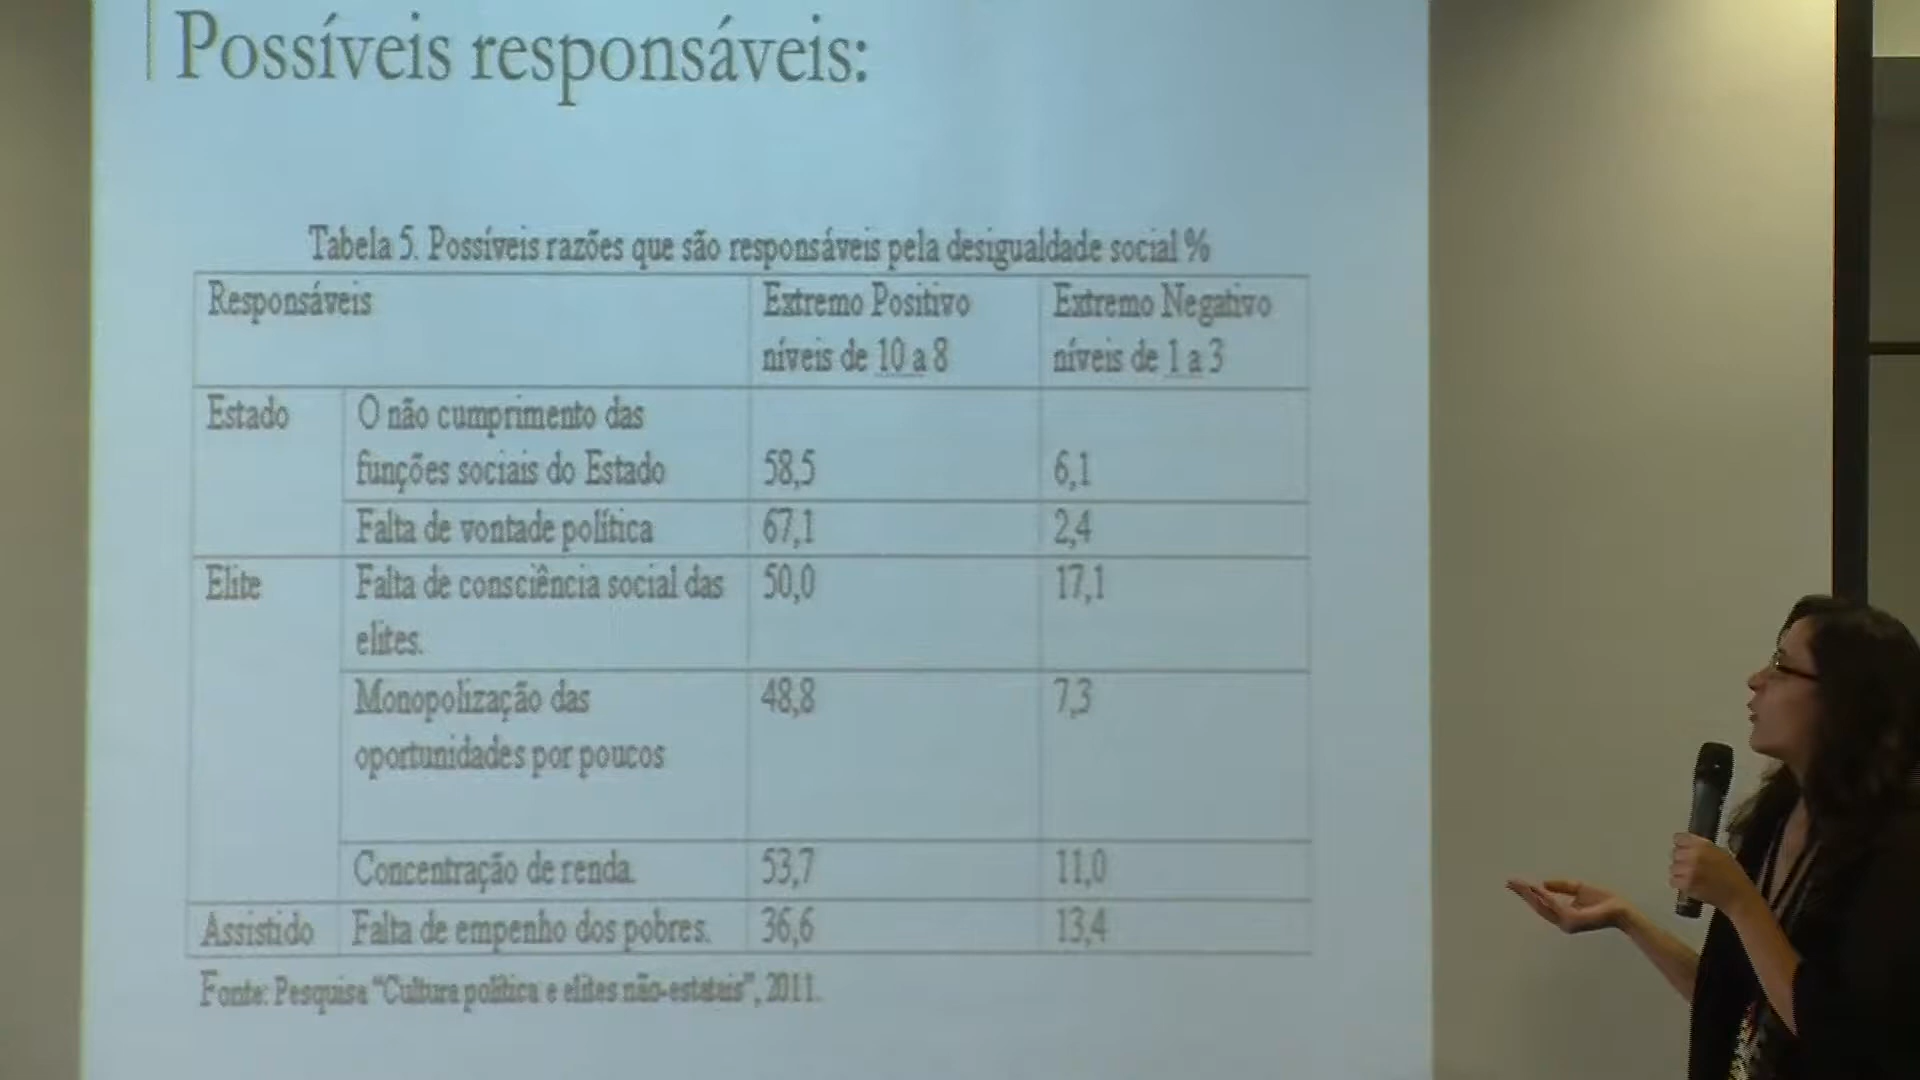 Possíveis responsáveis:
Tabela 5. Possíveis razões que são responsáveis pela desigualdade social %
Responsáveis
Extremo Positivo
níveis de 10 a 8
Extremo Negativo
níveis de 1 a 3
Estado
O não cumprimento das
funções sociais do Estado
58,5
6,1
Falta de vontade política
67,1
2,4
Elite
Falta de consciência social das
elites.
50,0
17,1
Monopolização das
oportunidades por poucos
48,8
7,3
Concentração de renda.
53,7
11,0
Assistido
Falta de empenho dos pobres.
36,6
13,4
Fonte: Pesquisa "Cultura política e elites não-estatais", 2011.